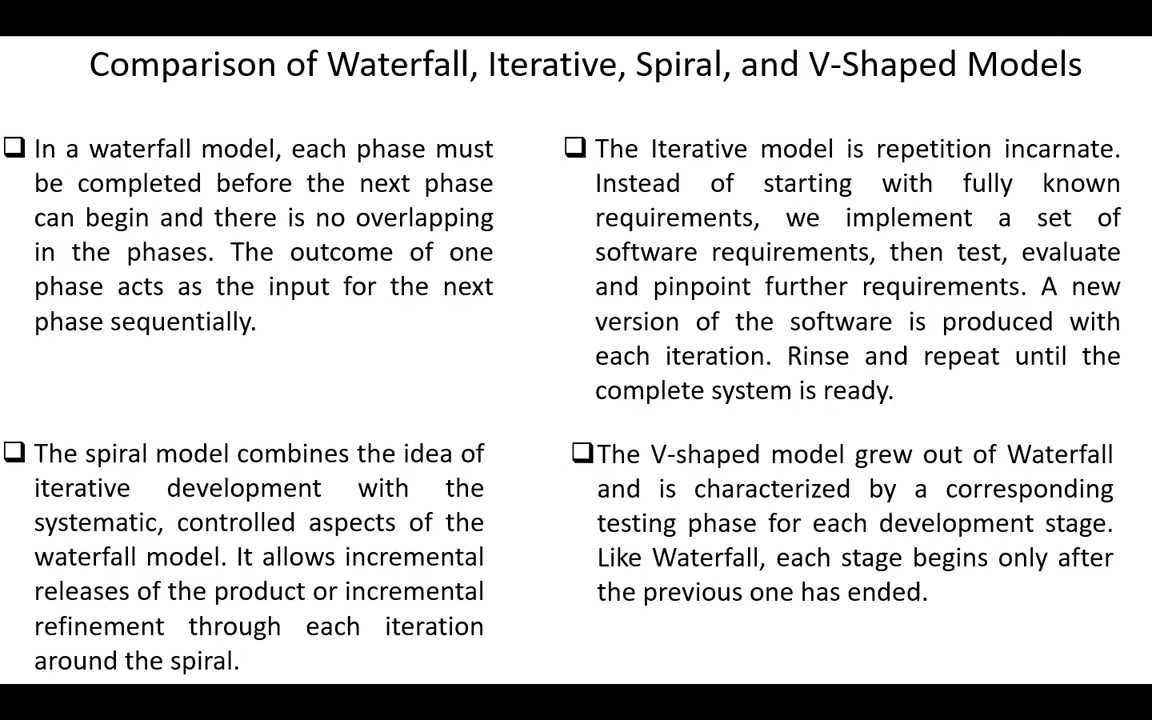 Comparison of Waterfall, Iterative, Spiral, and V-Shaped Models
In a waterfall model, each phase must
be completed before the next phase
can begin and there is no overlapping
in the phases. The outcome of one
phase acts as the input for the next
phase sequentially.
The Iterative model is repetition incarnate.
Instead of starting with fully known
requirements, we implement a set of
software requirements, then test, evaluate
and pinpoint further requirements. A new
version of the software is produced with
each iteration. Rinse and repeat until the
complete system is ready.
The spiral model combines the idea of
iterative development with the
systematic, controlled aspects of the
waterfall model. It allows incremental
releases of the product or incremental
refinement through each iteration
around the spiral.
The V-shaped model grew out of Waterfall
and is characterized by a corresponding
testing phase for each development stage.
Like Waterfall, each stage begins only after
the previous one has ended.